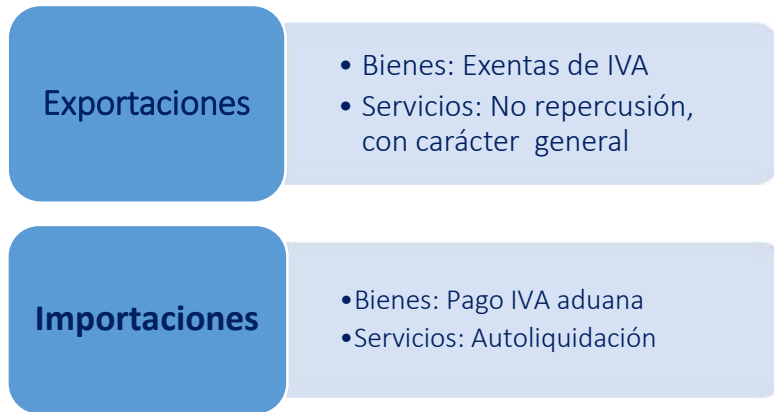 Exportaciones
• Bienes: Exentas de IVA
• Servicios: No repercusión,
con carácter general
Importaciones
•Bienes: Pago IVA aduana
•Servicios: Autoliquidación